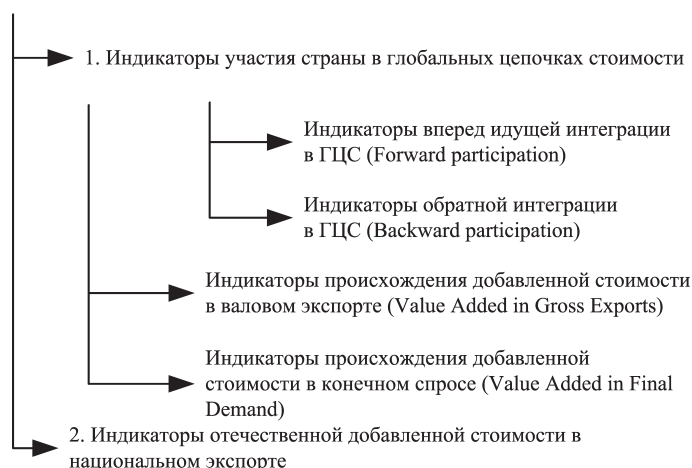 1. Индикаторы участия страны в глобальных цепочках стоимости
Индикаторы вперед идущей интеграции
в ГЦС (Forward participation)
Индикаторы обратной интеграции
в ГЦС (Backward participation)
Индикаторы происхождения добавленной стоимости
в валовом экспорте (Value Added in Gross Exports)
Индикаторы происхождения добавленной
стоимости в конечном спросе (Value Added in Final
Demand)
2. Индикаторы отечественной добавленной стоимости в
национальном экспорте